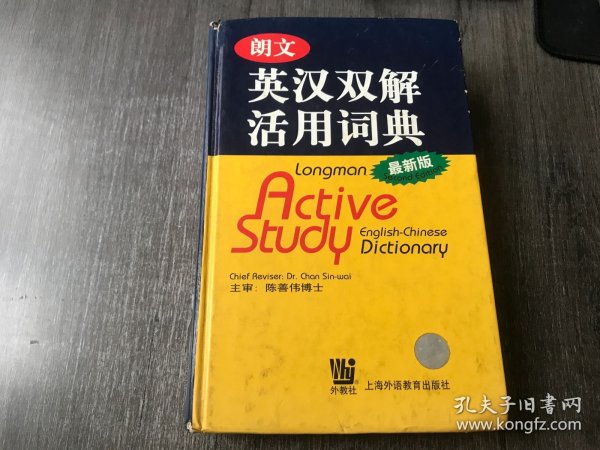 朗文
英汉双解
活用词典
Longman
最新版
Second Edition
Active
Study
English-Chinese
Dictionary
Chief Reviser: Dr. Chan Sin-wai
主审: 陈善伟博士
外教社
上海外语教育出版社
孔夫子旧书网
www.kongfz.com